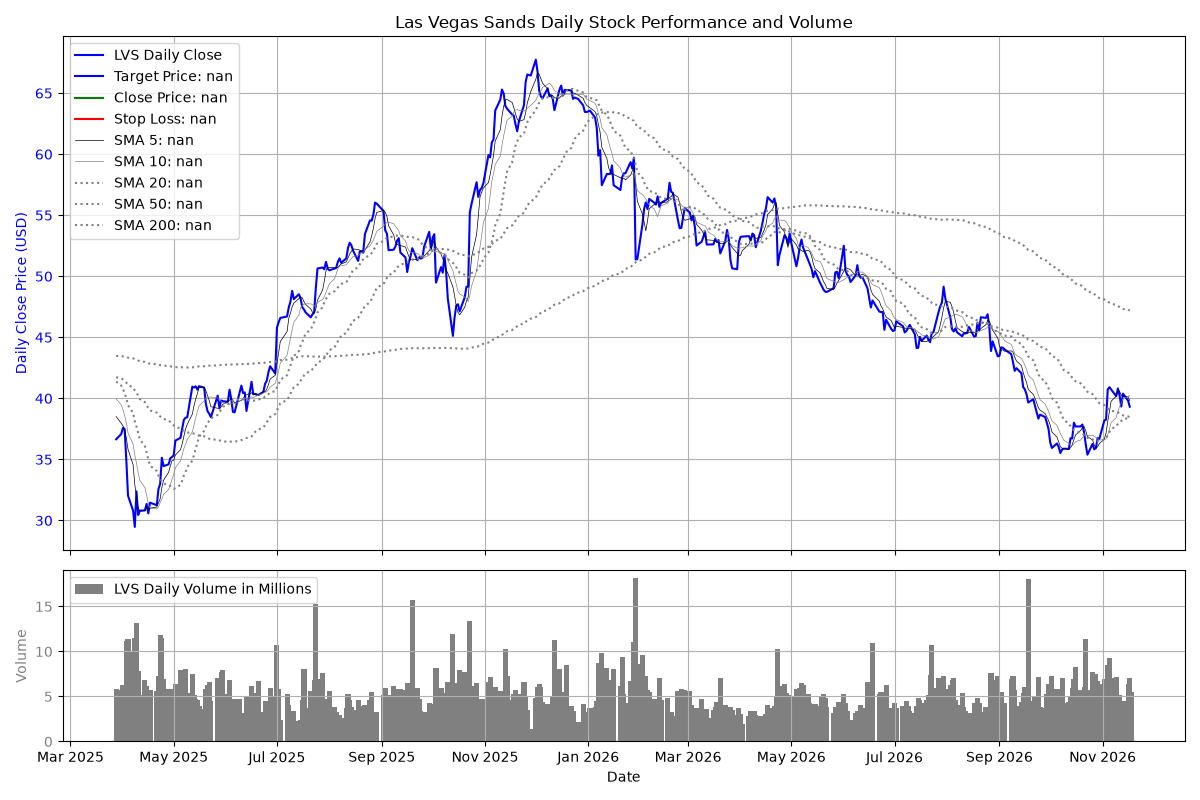 Las Vegas Sands Daily Stock Performance and Volume
Daily Close Price (USD)
65
60
55
50
45
40
35
30
LVS Daily Close
Target Price: nan
Close Price: nan
Stop Loss: nan
SMA 5: nan
SMA 10: nan
SMA 20: nan
SMA 50: nan
SMA 200: nan
Volume
15
10
5
0
LVS Daily Volume in Millions
Mar 2025 May 2025 Jul 2025 Sep 2025 Nov 2025 Jan 2026 Mar 2026 May 2026 Jul 2026 Sep 2026 Nov 2026
Date